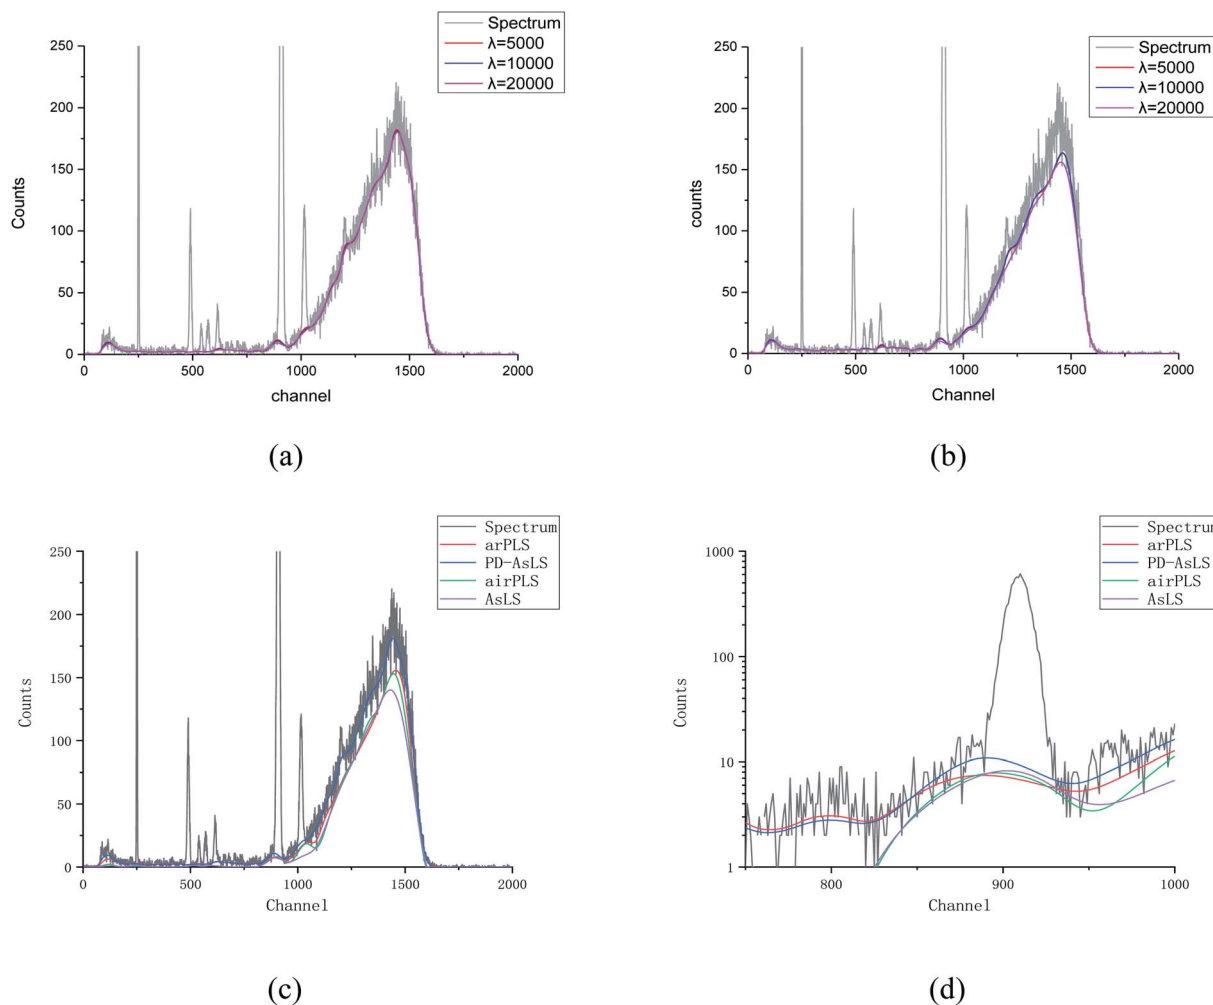 Spectrum
λ=5000
λ=10000
λ=20000
250
200
150
100
50
0
Counts
0 500 1000 1500 2000
channel
(a)
Spectrum
λ=5000
λ=10000
λ=20000
250
200
150
100
50
0
counts
0 500 1000 1500 2000
Channel
(b)
Spectrum
arPLS
PD-AsLS
airPLS
AsLS
250
200
150
100
50
0
Counts
0 500 1000 1500 2000
Channel
(c)
Spectrum
arPLS
PD-AsLS
airPLS
AsLS
1000
100
10
1
Counts
800 900 1000
Channel
(d)